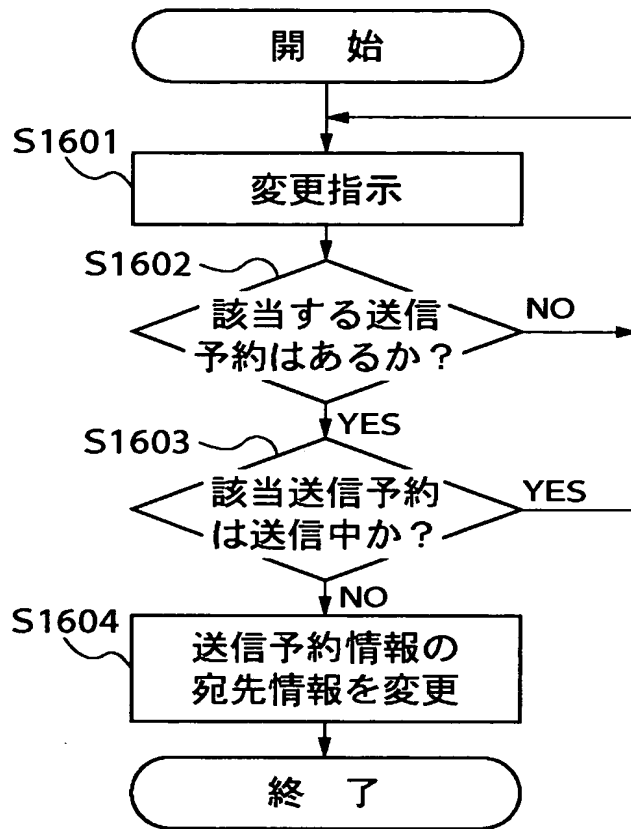 開 始
S1601
変更指示
S1602
該当する送信
予約はあるか？
NO
YES
S1603
該当送信予約
は送信中か？
YES
NO
S1604
送信予約情報の
宛先情報を変更
終 了